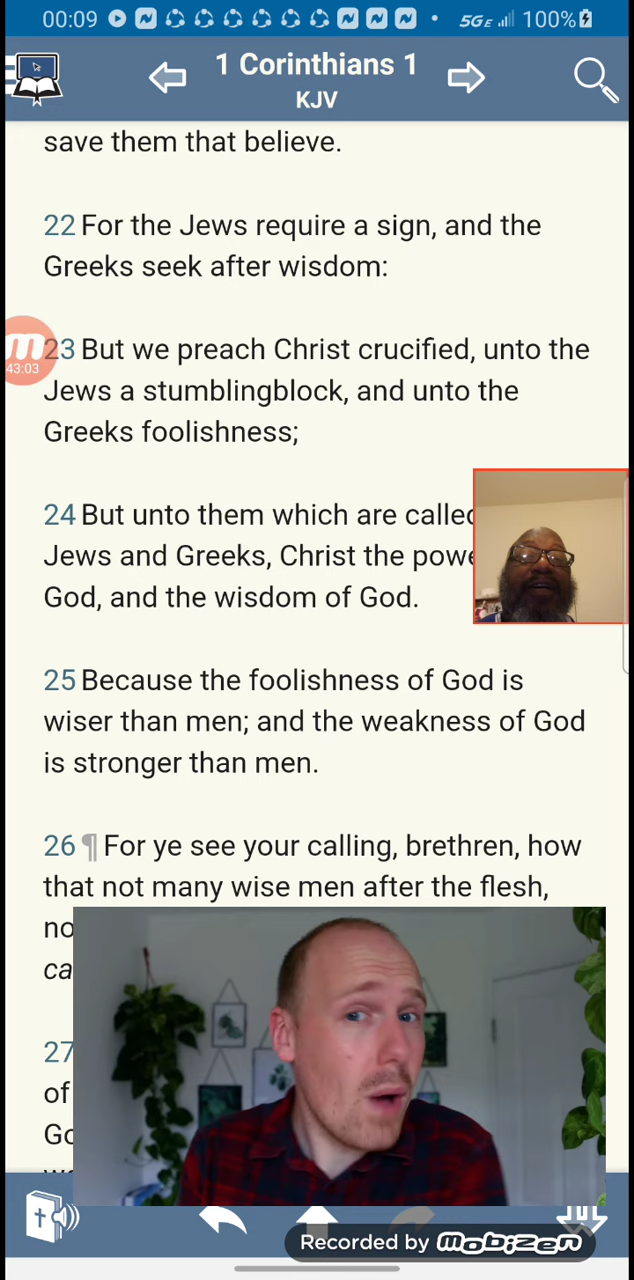 00:09
5GE
100%
1 Corinthians 1
KJV
save them that believe.
22 For the Jews require a sign, and the
Greeks seek after wisdom:
23 But we preach Christ crucified, unto the
Jews a stumblingblock, and unto the
Greeks foolishness;
m
43:03
24 But unto them which are called
Jews and Greeks, Christ the powe
God, and the wisdom of God.
25 Because the foolishness of God is
wiser than men; and the weakness of God
is stronger than men.
26 ¶ For ye see your calling, brethren, how
that not many wise men after the flesh,
no
ca
27
of
Go
Recorded by mobizen